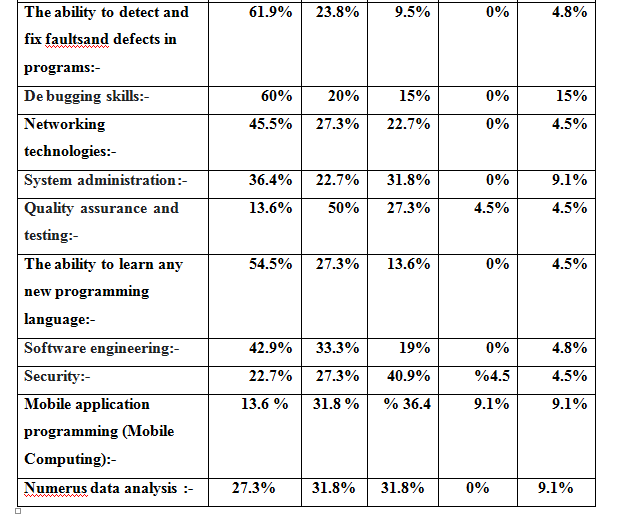 The ability to detect and 61.9% 23.8% 9.5% 0% 4.8%
fix faultsand defects in
programs:-
De bugging skills:- 60% 20% 15% 0% 15%
Networking 45.5% 27.3% 22.7% 0% 4.5%
technologies:-
System administration:- 36.4% 22.7% 31.8% 0% 9.1%
Quality assurance and 13.6% 50% 27.3% 4.5% 4.5%
testing:-
The ability to learn any 54.5% 27.3% 13.6% 0% 4.5%
new programming
language:-
Software engineering:- 42.9% 33.3% 19% 0% 4.8%
Security:- 22.7% 27.3% 40.9% %4.5 4.5%
Mobile application 13.6 % 31.8 % % 36.4 9.1% 9.1%
programming (Mobile
Computing):-
Numerus data analysis :- 27.3% 31.8% 31.8% 0% 9.1%